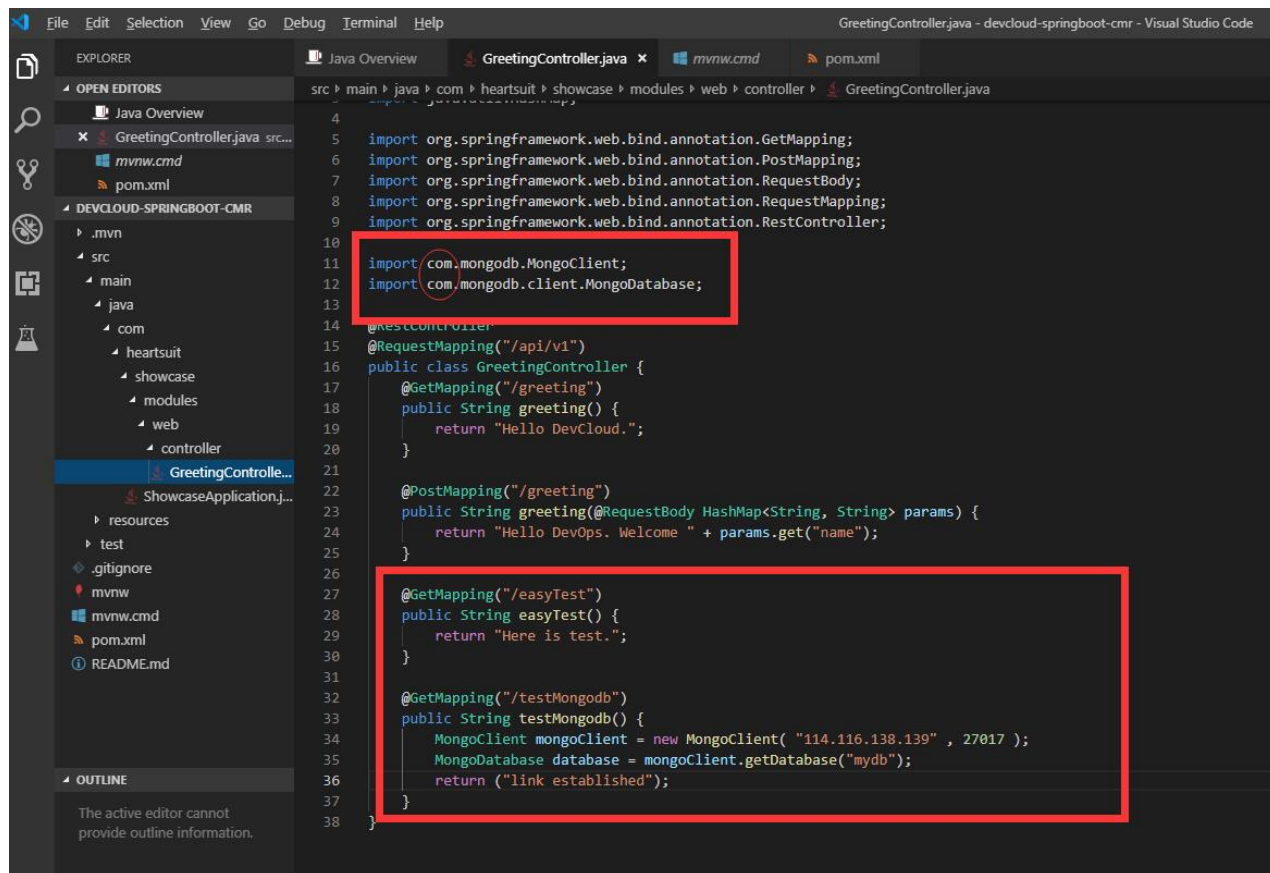 File Edit Selection View Go Debug Terminal Help GreetingController.java - devcloud-springboot-cmr - Visual Studio Code
EXPLORER
OPEN EDITORS
Java Overview
GreetingController.java src...
mvnw.cmd
pom.xml
DEVCLOUD-SPRINGBOOT-CMR
.mvn
src
main
java
com
heartsuit
showcase
modules
web
controller
GreetingControlle...
ShowcaseApplication.j...
resources
test
.gitignore
mvnw
mvnw.cmd
pom.xml
README.md
OUTLINE
The active editor cannot
provide outline information.
Java Overview GreetingController.java mvnw.cmd pom.xml
src main java com heartsuit showcase modules web controller GreetingController.java
3 import java.util.HashMap;
4
5 import org.springframework.web.bind.annotation.GetMapping;
6 import org.springframework.web.bind.annotation.PostMapping;
7 import org.springframework.web.bind.annotation.RequestBody;
8 import org.springframework.web.bind.annotation.RequestMapping;
9 import org.springframework.web.bind.annotation.RestController;
10
11 import com.mongodb.MongoClient;
12 import com.mongodb.client.MongoDatabase;
13
14 @RestController
15 @RequestMapping("/api/v1")
16 public class GreetingController {
17 @GetMapping("/greeting")
18 public String greeting() {
19 return "Hello DevCloud.";
20 }
21
22 @PostMapping("/greeting")
23 public String greeting(@RequestBody HashMap<String, String> params) {
24 return "Hello DevOps. Welcome " + params.get("name");
25 }
26
27 @GetMapping("/easyTest")
28 public String easyTest() {
29 return "Here is test.";
30 }
31
32 @GetMapping("/testMongodb")
33 public String testMongodb() {
34 MongoClient mongoClient = new MongoClient( "114.116.138.139" , 27017 );
35 MongoDatabase database = mongoClient.getDatabase("mydb");
36 return ("link established");
37 }
38 }